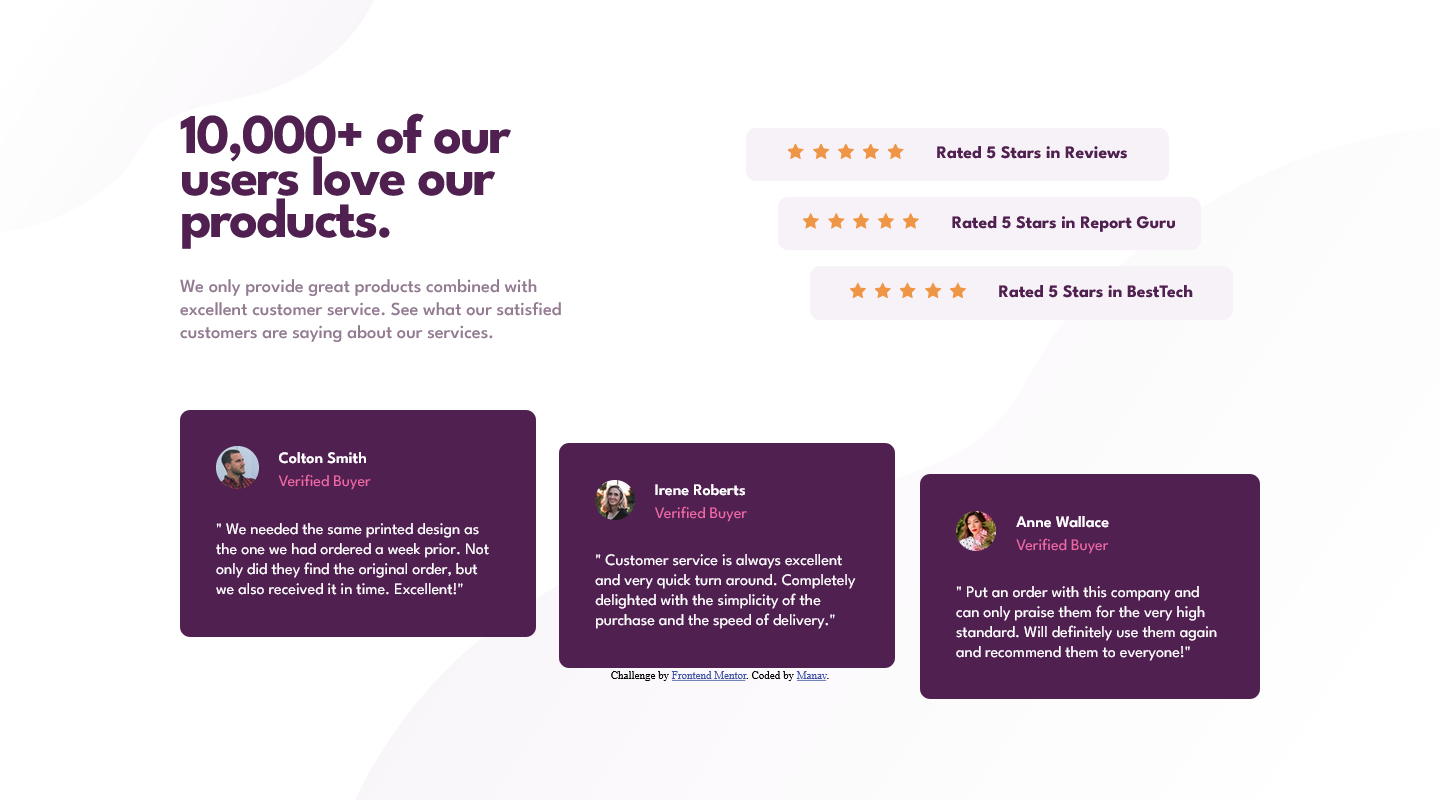 10,000+ of our
users love our
products.
We only provide great products combined with
excellent customer service. See what our satisfied
customers are saying about our services.
Rated 5 Stars in Reviews
Rated 5 Stars in Report Guru
Rated 5 Stars in BestTech
Colton Smith
Verified Buyer
" We needed the same printed design as
the one we had ordered a week prior. Not
only did they find the original order, but
we also received it in time. Excellent!"
Irene Roberts
Verified Buyer
" Customer service is always excellent
and very quick turn around. Completely
delighted with the simplicity of the
purchase and the speed of delivery."
Anne Wallace
Verified Buyer
" Put an order with this company and
can only praise them for the very high
standard. Will definitely use them again
and recommend them to everyone!"
Challenge by Frontend Mentor. Coded by Manav.